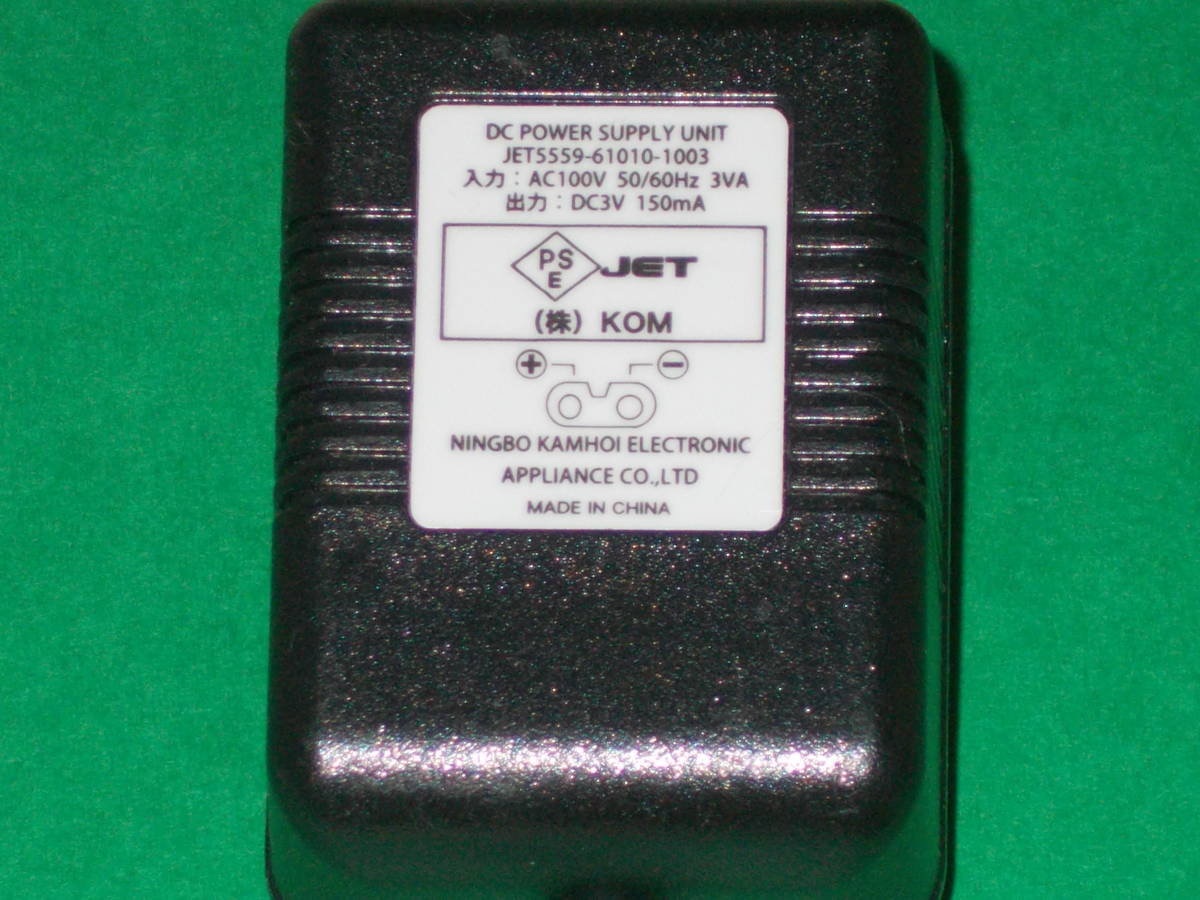 DC POWER SUPPLY UNIT
JET5559-61010-1003
入力：AC100V 50/60Hz 3VA
出力：DC3V 150mA
PS
E
JET
（株）KOM
+ −
NINGBO KAMHOI ELECTRONIC
APPLIANCE CO.,LTD
MADE IN CHINA